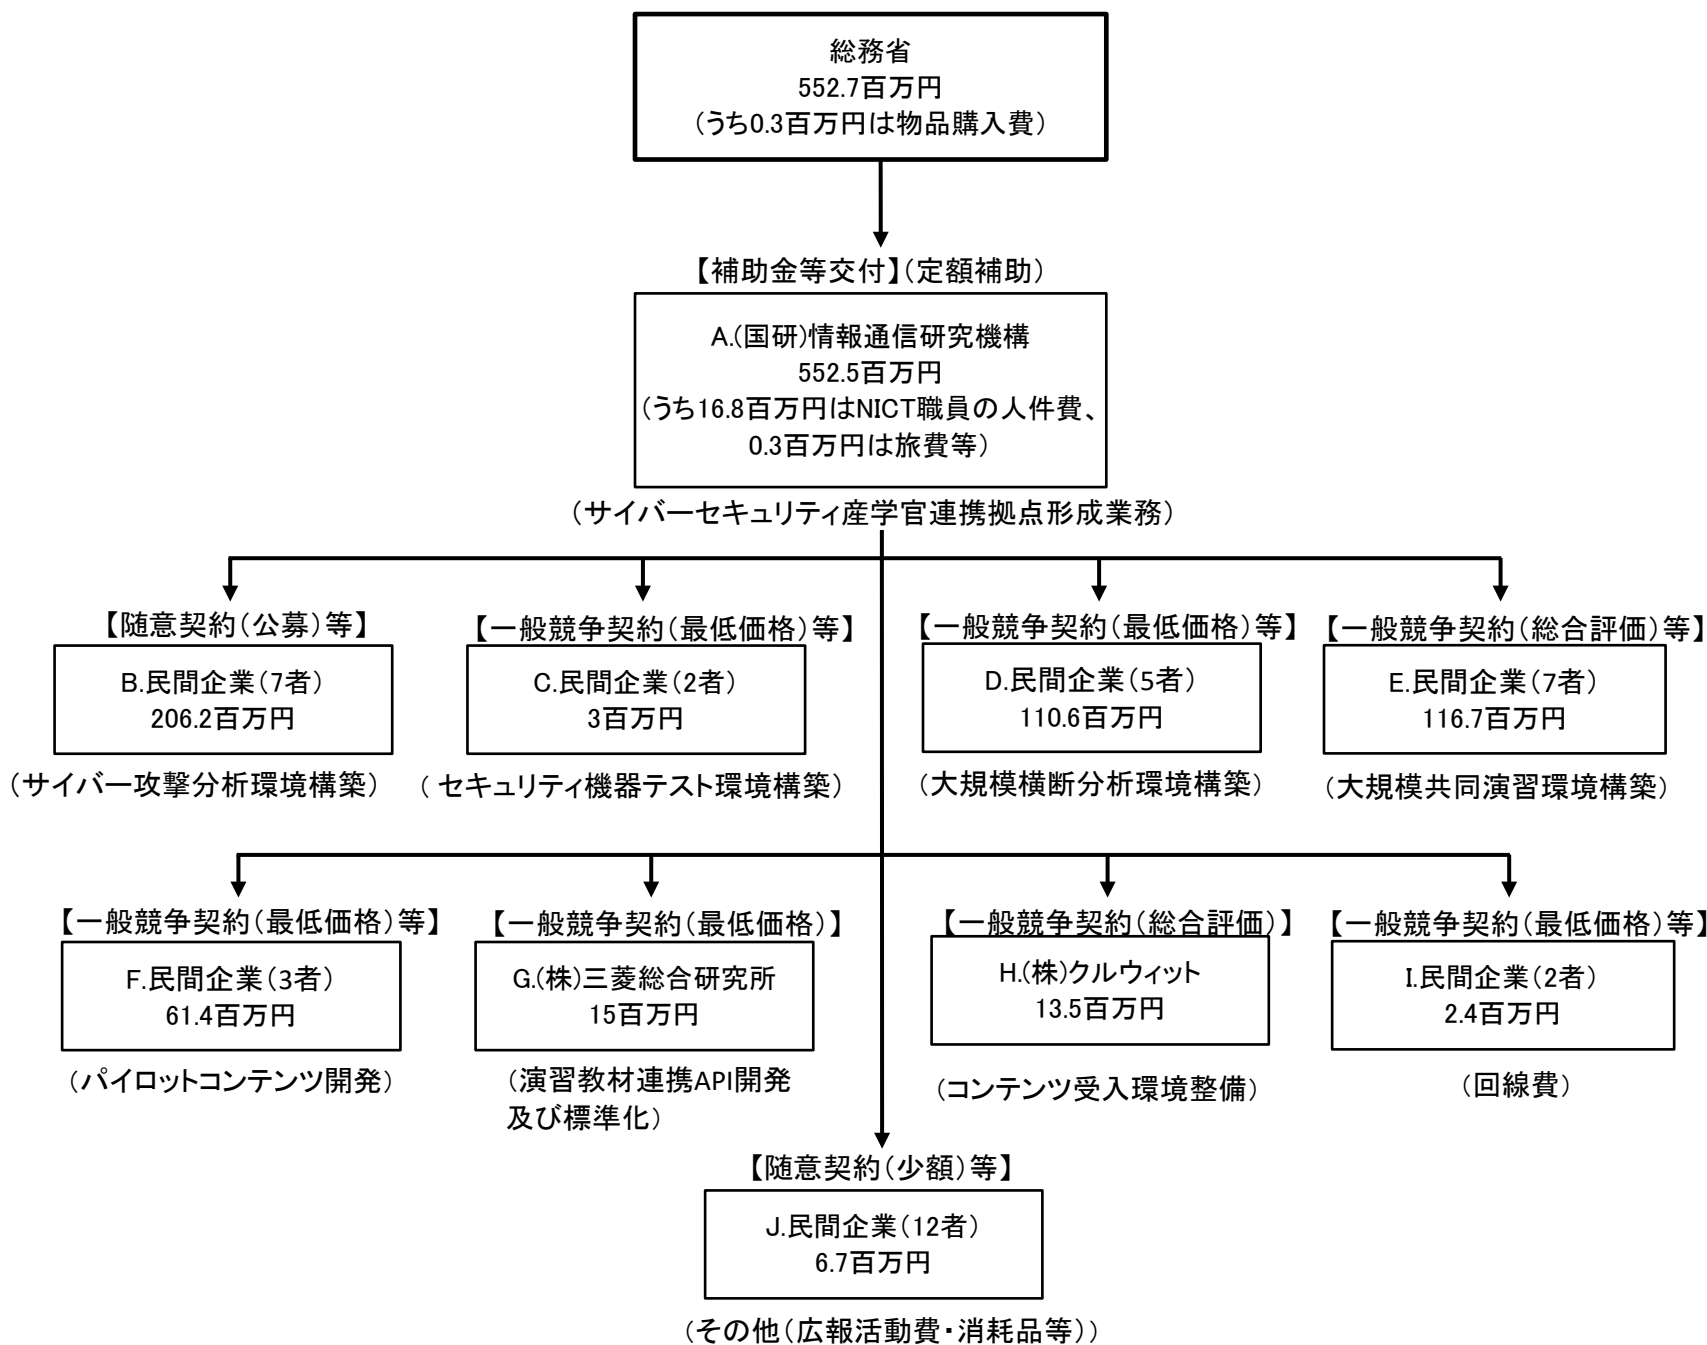 総務省
552.7百万円
(うち0.3百万円は物品購入費)
【補助金等交付】(定額補助)
A.(国研)情報通信研究機構
552.5百万円
(うち16.8百万円はNICT職員の人件費、
0.3百万円は旅費等)
(サイバーセキュリティ産学官連携拠点形成業務)
【随意契約(公募)等】
B.民間企業(7者)
206.2百万円
(サイバー攻撃分析環境構築)
【一般競争契約(最低価格)等】
C.民間企業(2者)
3百万円
(セキュリティ機器テスト環境構築)
【一般競争契約(最低価格)等】
D.民間企業(5者)
110.6百万円
(大規模横断分析環境構築)
【一般競争契約(総合評価)等】
E.民間企業(7者)
116.7百万円
(大規模共同演習環境構築)
【一般競争契約(最低価格)等】
F.民間企業(3者)
61.4百万円
(パイロットコンテンツ開発)
【一般競争契約(最低価格)】
G.(株)三菱総合研究所
15百万円
(演習教材連携API開発
及び標準化)
【一般競争契約(総合評価)】
H.(株)クルウィット
13.5百万円
(コンテンツ受入環境整備)
【一般競争契約(最低価格)等】
I.民間企業(2者)
2.4百万円
(回線費)
【随意契約(少額)等】
J.民間企業(12者)
6.7百万円
(その他(広報活動費・消耗品等))